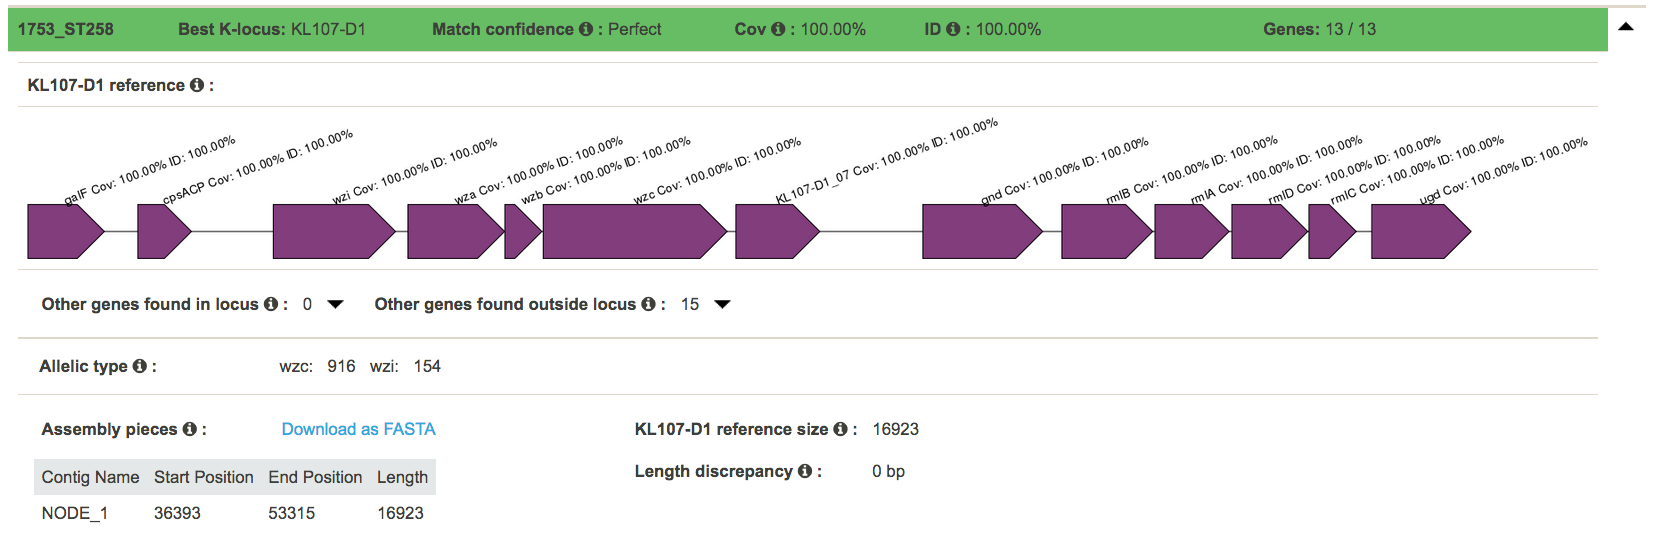 1753_ST258 Best K-locus: KL107-D1 Match confidence : Perfect Cov : 100.00% ID : 100.00% Genes: 13 / 13
KL107-D1 reference :
galF Cov: 100.00% ID: 100.00%
cpsACP Cov: 100.00% ID: 100.00%
wzi Cov: 100.00% ID: 100.00%
wza Cov: 100.00% ID: 100.00%
wzb Cov: 100.00% ID: 100.00%
wzc Cov: 100.00% ID: 100.00%
KL107-D1_07 Cov: 100.00% ID: 100.00%
gnd Cov: 100.00% ID: 100.00%
rmlB Cov: 100.00% ID: 100.00%
rmlA Cov: 100.00% ID: 100.00%
rmlD Cov: 100.00% ID: 100.00%
rmlC Cov: 100.00% ID: 100.00%
ugd Cov: 100.00% ID: 100.00%
Other genes found in locus : 0 Other genes found outside locus : 15
Allelic type : wzc: 916 wzi: 154
Assembly pieces : Download as FASTA KL107-D1 reference size : 16923
Length discrepancy : 0 bp
Contig Name Start Position End Position Length
NODE_1 36393 53315 16923